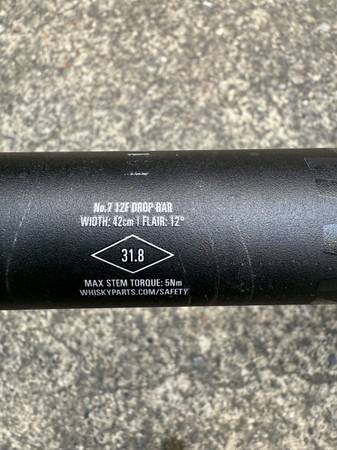 No.7 12F DROP BAR
WIDTH: 42cm | FLAIR: 12°
31.8
MAX STEM TORQUE: 5Nm
WHISKYPARTS.COM/SAFETY